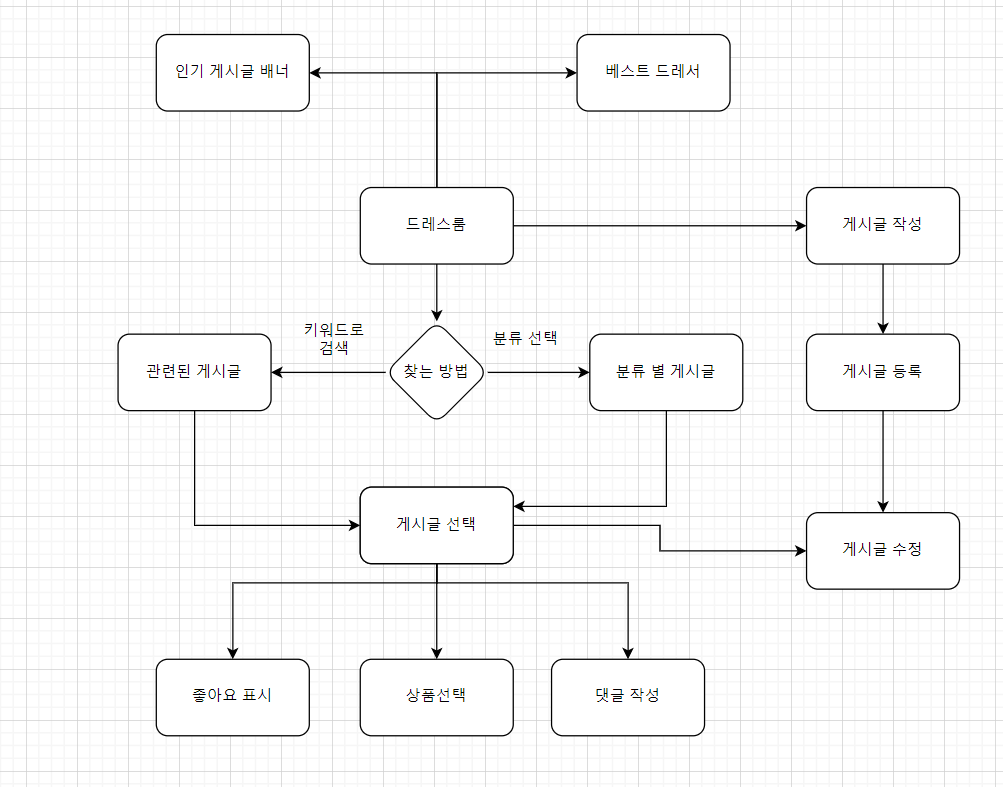 인기 게시글 배너
베스트 드레서
드레스룸
게시글 작성
키워드로
검색
분류 선택
관련된 게시글
찾는 방법
분류 별 게시글
게시글 등록
게시글 선택
게시글 수정
좋아요 표시
상품선택
댓글 작성